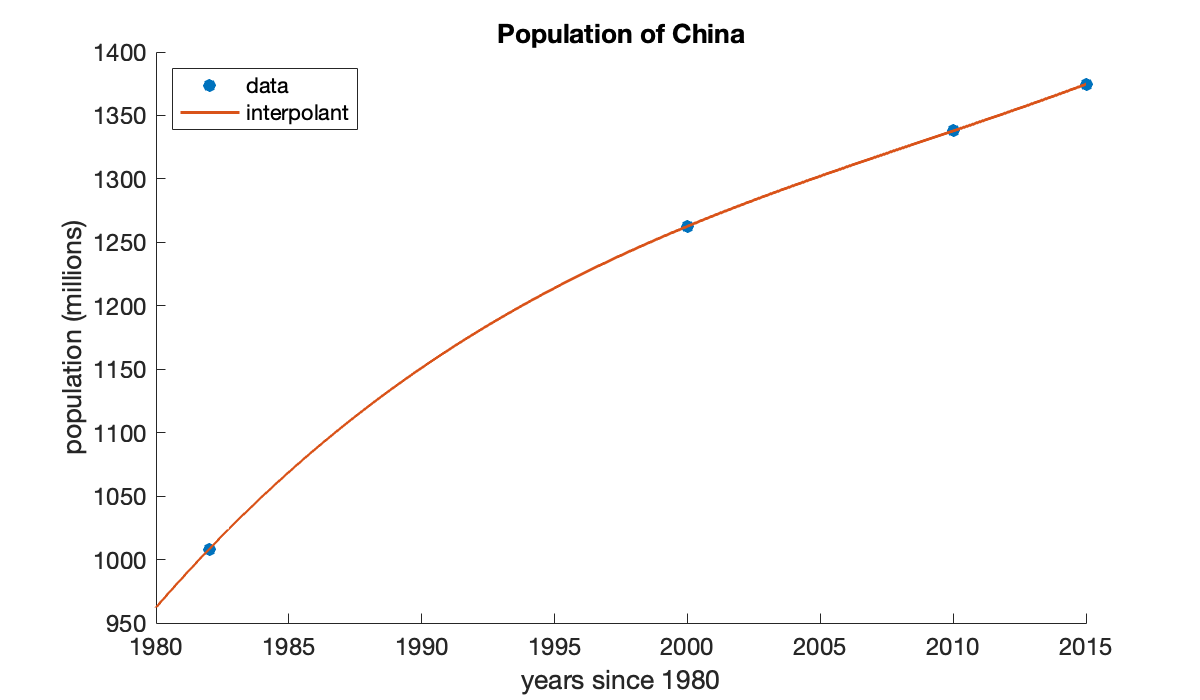 Population of China
data
interpolant
1400
1350
1300
1250
1200
1150
1100
1050
1000
950
population (millions)
1980 1985 1990 1995 2000 2005 2010 2015
years since 1980